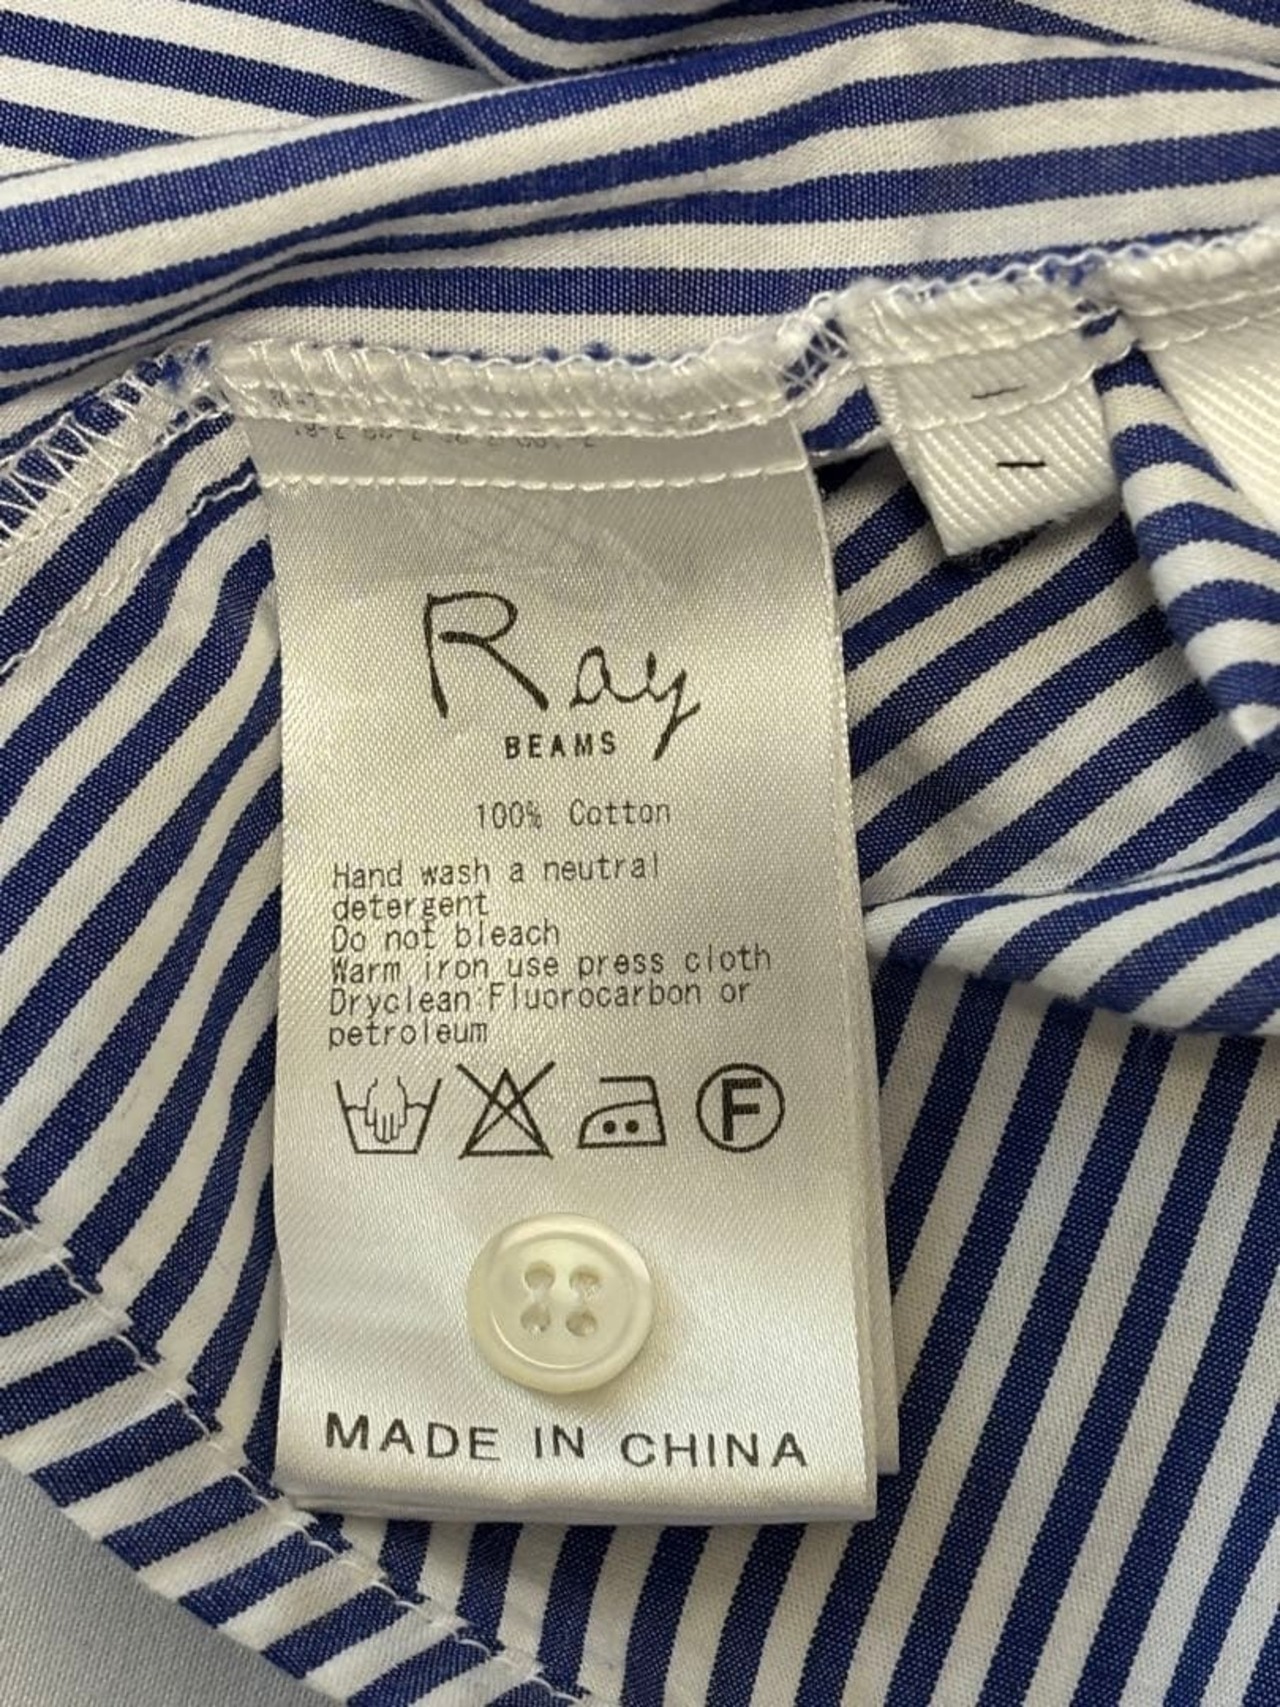 Ray
BEAMS
100% Cotton
Hand wash a neutral
detergent
Do not bleach
Warm iron use press cloth
Dryclean:Fluorocarbon or
petroleum
F
MADE IN CHINA